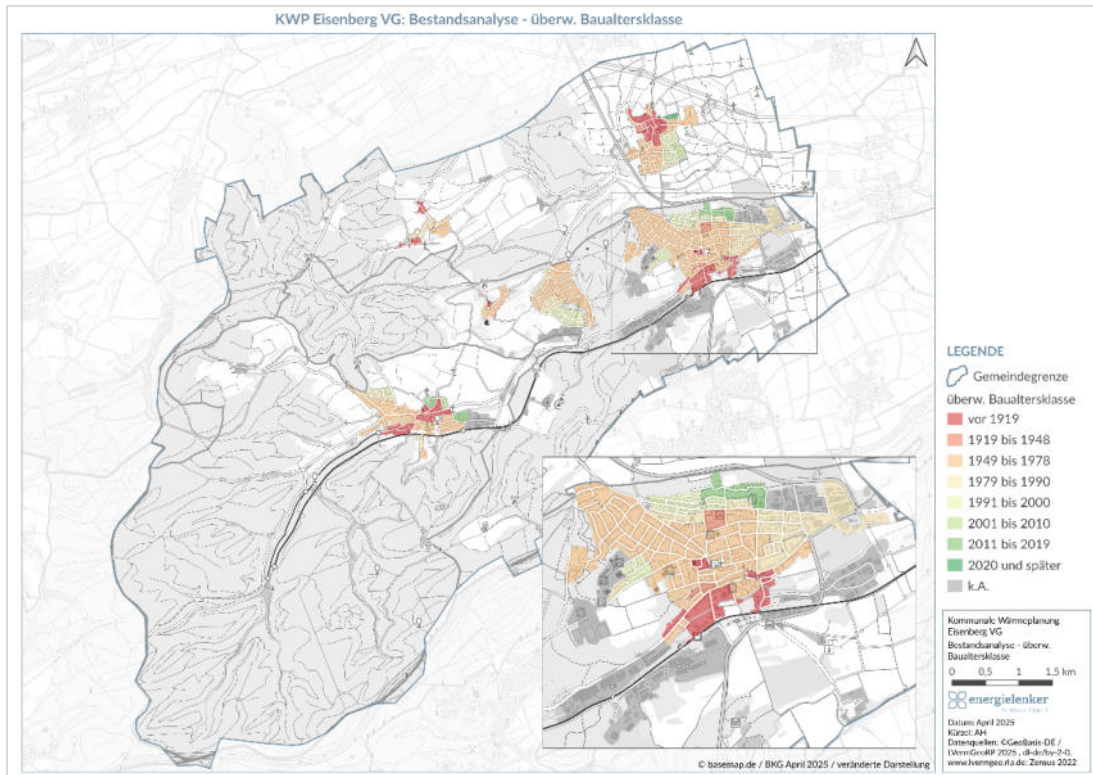 KWP Eisenberg VG: Bestandsanalyse - überw. Baualtersklasse
LEGENDE
Gemeindegrenze
überw. Baualtersklasse
vor 1919
1919 bis 1948
1949 bis 1978
1979 bis 1990
1991 bis 2000
2001 bis 2010
2011 bis 2019
2020 und später
k.A.
Kommunale Wärmeplanung
Eisenberg VG
Bestandsanalyse - überw.
Baualtersklasse
0 0.5 1 1.5 km
energielenker
Datum: April 2025
Kürzel: AH
Datenquellen: ©GeoBasis-DE /
LVermGeoRP 2025, dl-de/by-2-0,
www.lvermgeo.rlp.de; Zensus 2022
© basemap.de / BKG April 2025 / veränderte Darstellung